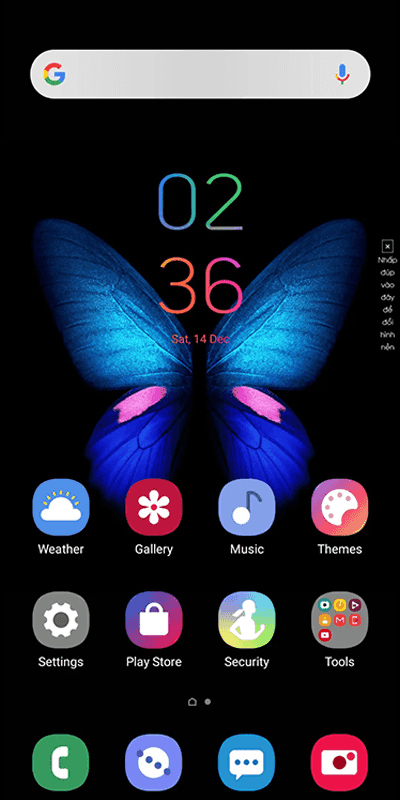 02
36
Sat, 14 Dec
Nhấp
đúp
vào
đây
để
đổi
hình
nền
Weather
Gallery
Music
Themes
Settings
Play Store
Security
Tools